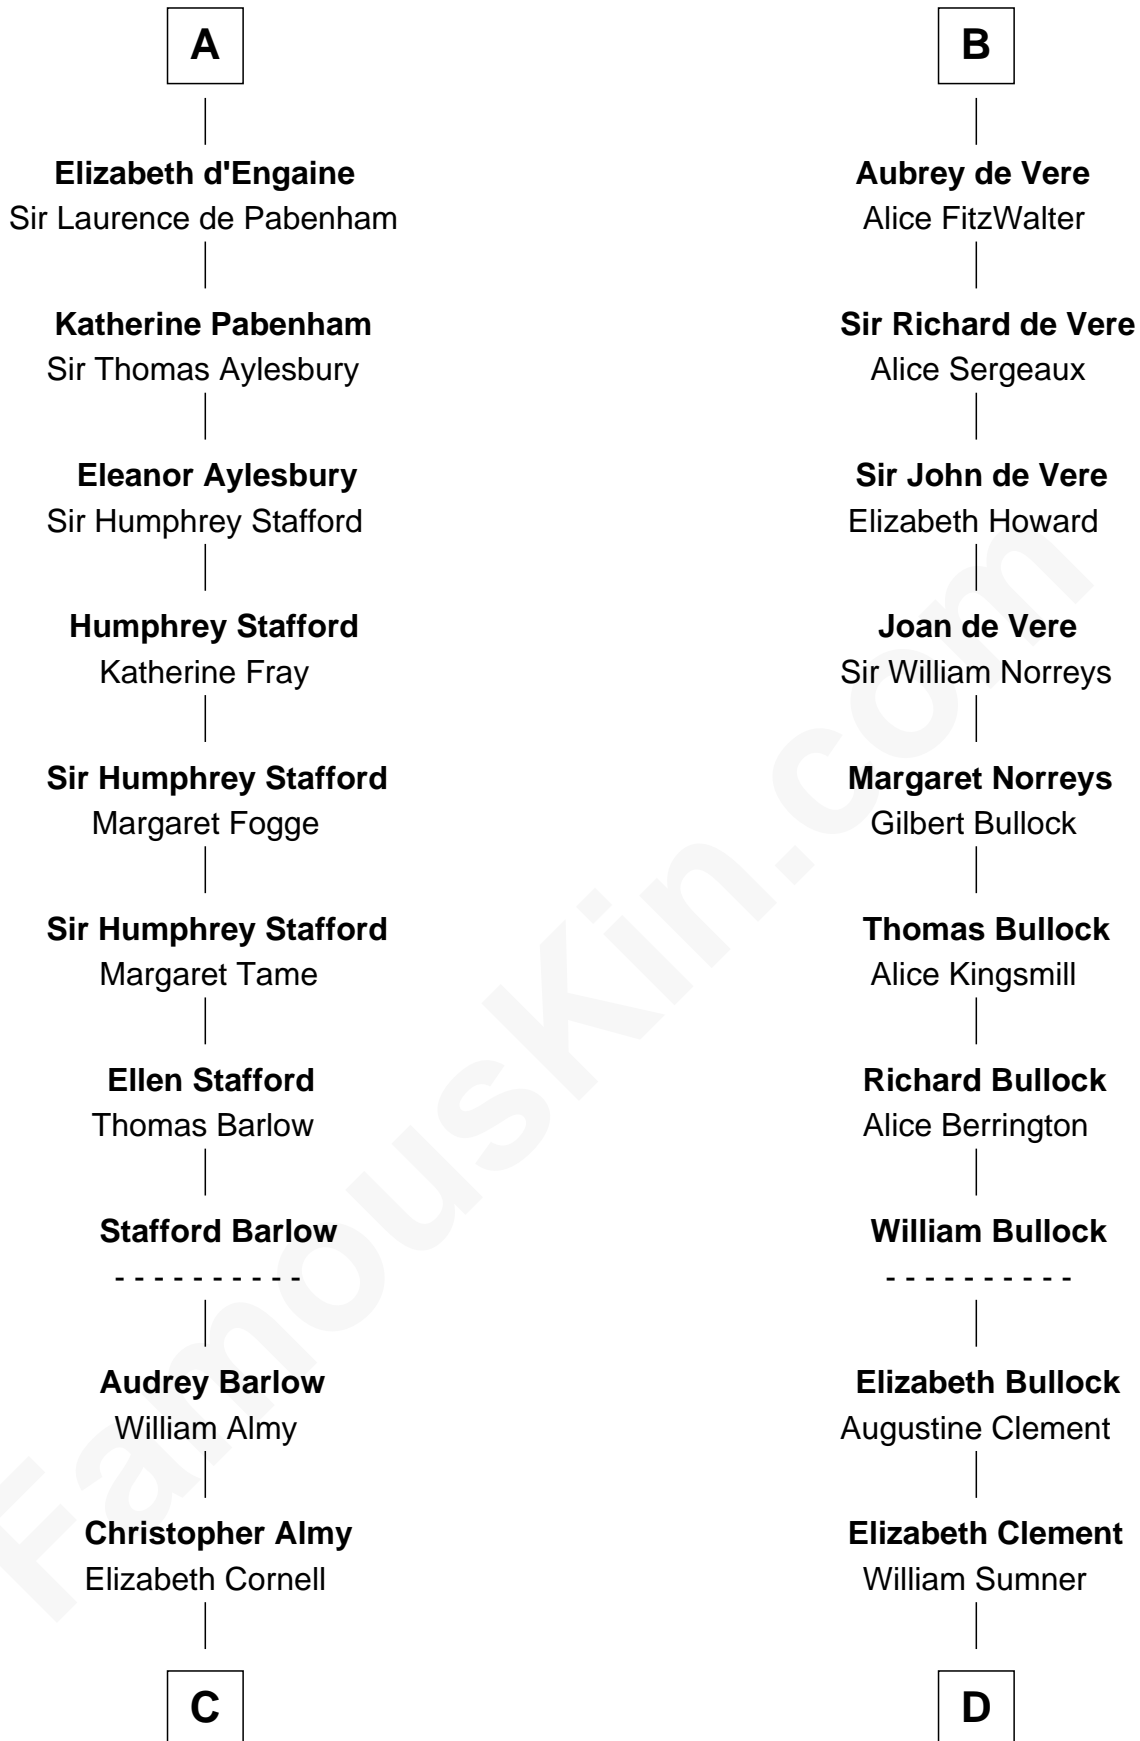 A
Elizabeth d'Engaine
Sir Laurence de Pabenham
Katherine Pabenham
Sir Thomas Aylesbury
Eleanor Aylesbury
Sir Humphrey Stafford
Humphrey Stafford
Katherine Fray
Sir Humphrey Stafford
Margaret Fogge
Sir Humphrey Stafford
Margaret Tame
Ellen Stafford
Thomas Barlow
Stafford Barlow
- - - - - - - - - -
Audrey Barlow
William Almy
Christopher Almy
Elizabeth Cornell
C
B
Aubrey de Vere
Alice FitzWalter
Sir Richard de Vere
Alice Sergeaux
Sir John de Vere
Elizabeth Howard
Joan de Vere
Sir William Norreys
Margaret Norreys
Gilbert Bullock
Thomas Bullock
Alice Kingsmill
Richard Bullock
Alice Berrington
William Bullock
- - - - - - - - - -
Elizabeth Bullock
Augustine Clement
Elizabeth Clement
William Sumner
D
FamousKin.com